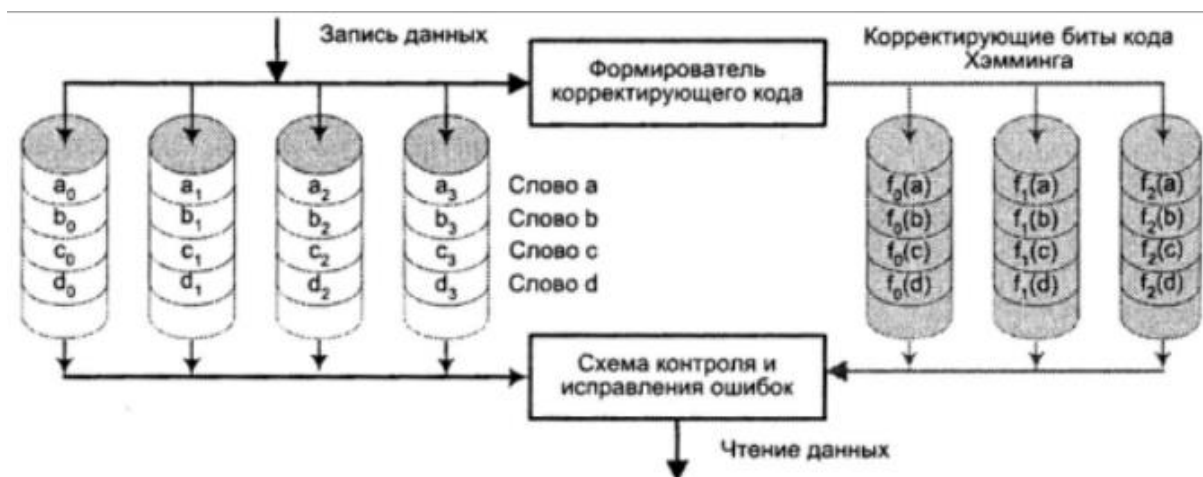 Запись данных
Корректирующие биты кода
Хэмминга
Формирователь
корректирующего кода
a0 a1 a2 a3 Слово a f0(a) f1(a) f2(a)
b0 b1 b2 b3 Слово b f0(b) f1(b) f2(b)
c0 c1 c2 c3 Слово c f0(c) f1(c) f2(c)
d0 d1 d2 d3 Слово d f0(d) f1(d) f2(d)
Схема контроля и
исправления ошибок
Чтение данных